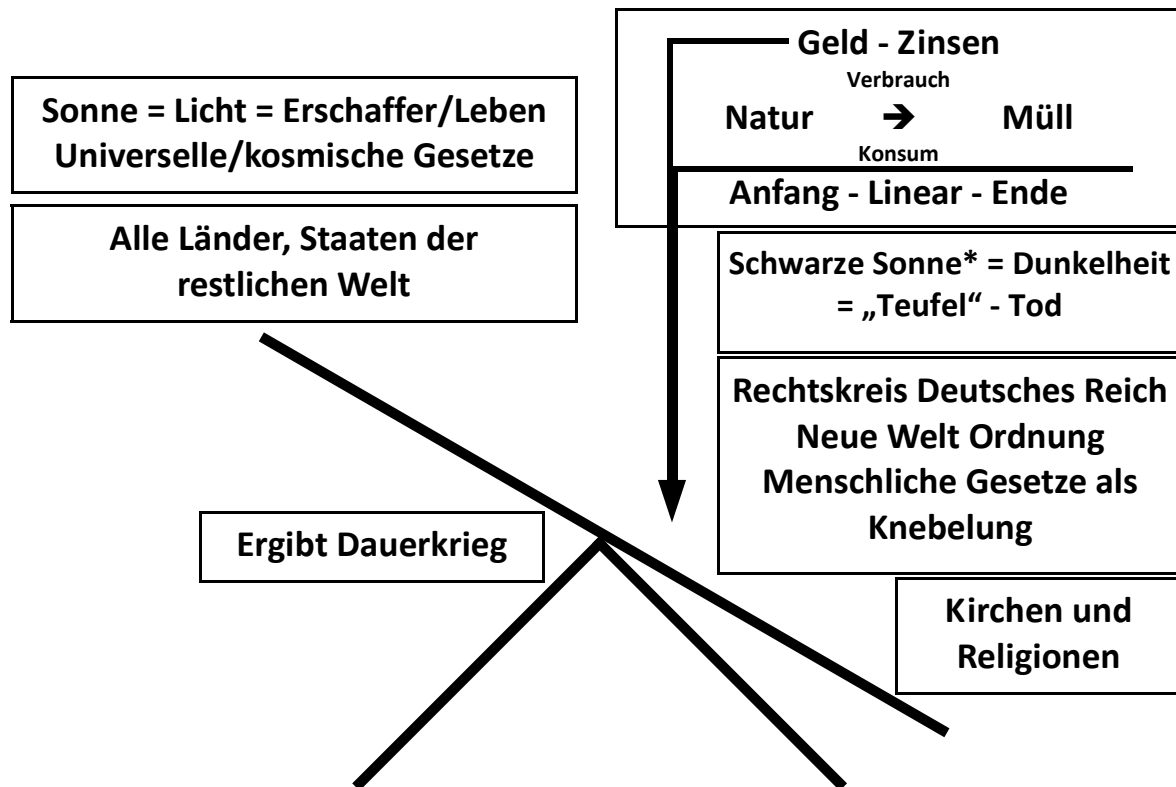 Sonne = Licht = Erschaffer/Leben
Universelle/kosmische Gesetze
Alle Länder, Staaten der
restlichen Welt
Geld - Zinsen
Verbrauch
Natur ➔ Müll
Konsum
Anfang - Linear - Ende
Schwarze Sonne* = Dunkelheit
= „Teufel“ - Tod
Rechtskreis Deutsches Reich
Neue Welt Ordnung
Menschliche Gesetze als
Knebelung
Ergibt Dauerkrieg
Kirchen und
Religionen